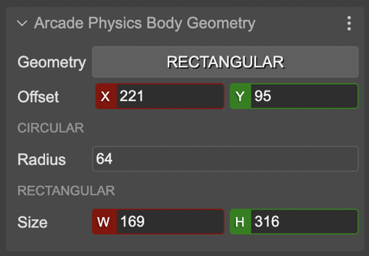 Arcade Physics Body Geometry
Geometry RECTANGULAR
Offset X 221 Y 95
CIRCULAR
Radius 64
RECTANGULAR
Size W 169 H 316